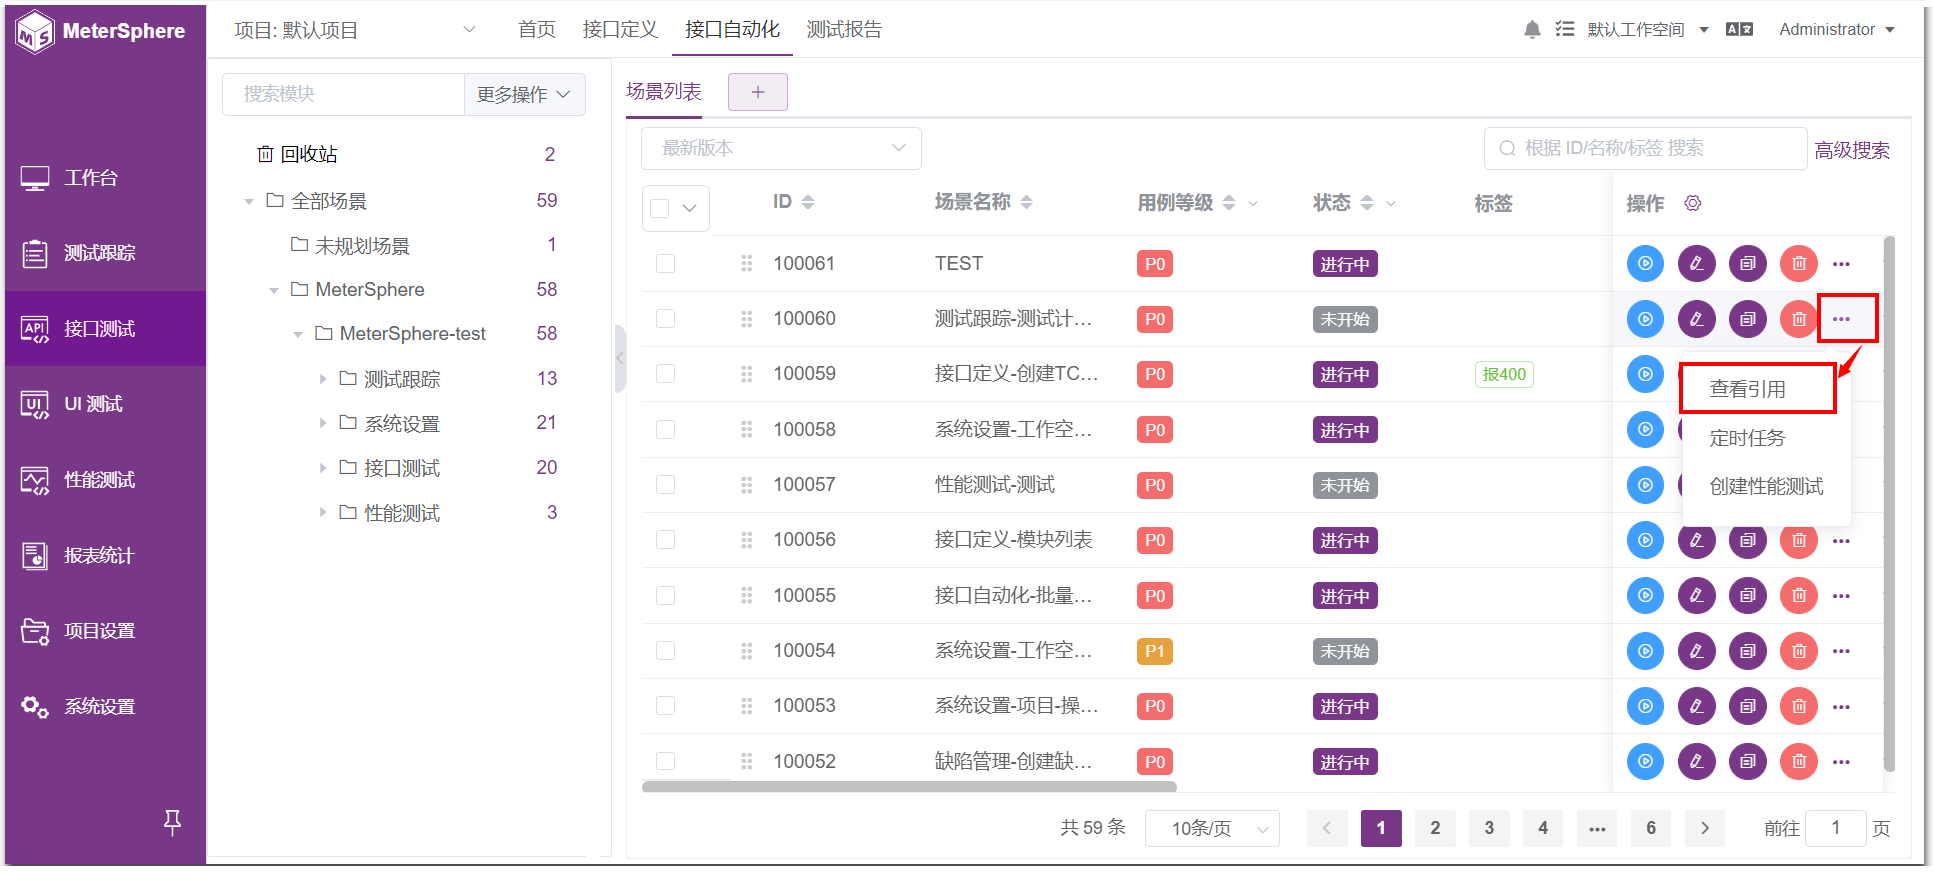 MS MeterSphere
项目: 默认项目 首页 接口定义 接口自动化 测试报告 默认工作空间 Administrator
工作台
测试跟踪
API 接口测试
UI UI 测试
性能测试
报表统计
项目设置
系统设置
搜索模块 更多操作
回收站 2
全部场景 59
未规划场景 1
MeterSphere 58
MeterSphere-test 58
测试跟踪 13
系统设置 21
接口测试 20
性能测试 3
场景列表 +
最新版本 根据 ID/名称/标签 搜索 高级搜索
ID 场景名称 用例等级 状态 标签 操作
100061 TEST P0 进行中
100060 测试跟踪-测试计... P0 未开始
100059 接口定义-创建TC... P0 进行中 报400
100058 系统设置-工作空... P0 进行中
100057 性能测试-测试 P0 未开始
100056 接口定义-模块列表 P0 进行中
100055 接口自动化-批量... P0 进行中
100054 系统设置-工作空... P1 未开始
100053 系统设置-项目-操... P0 进行中
100052 缺陷管理-创建缺... P0 进行中
查看引用
定时任务
创建性能测试
共 59 条 10条/页 1 2 3 4 ... 6 前往 1 页